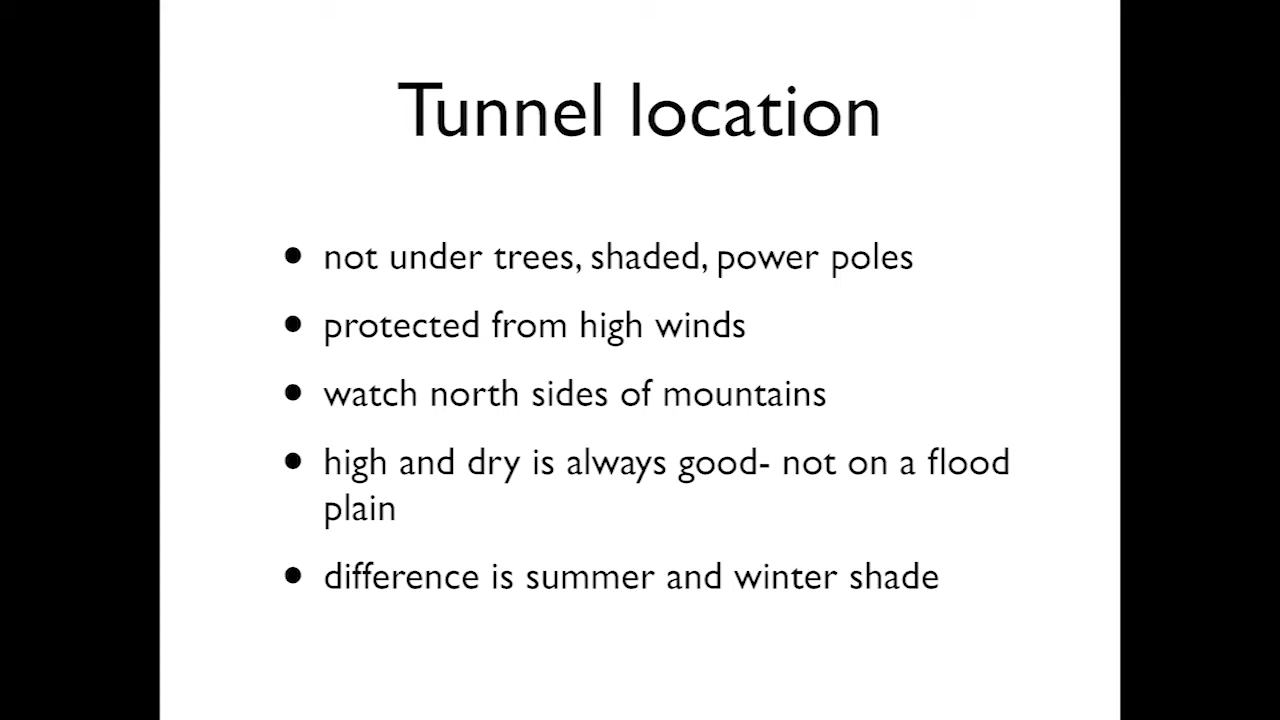 Tunnel location
• not under trees, shaded, power poles
• protected from high winds
• watch north sides of mountains
• high and dry is always good- not on a flood
plain
• difference is summer and winter shade